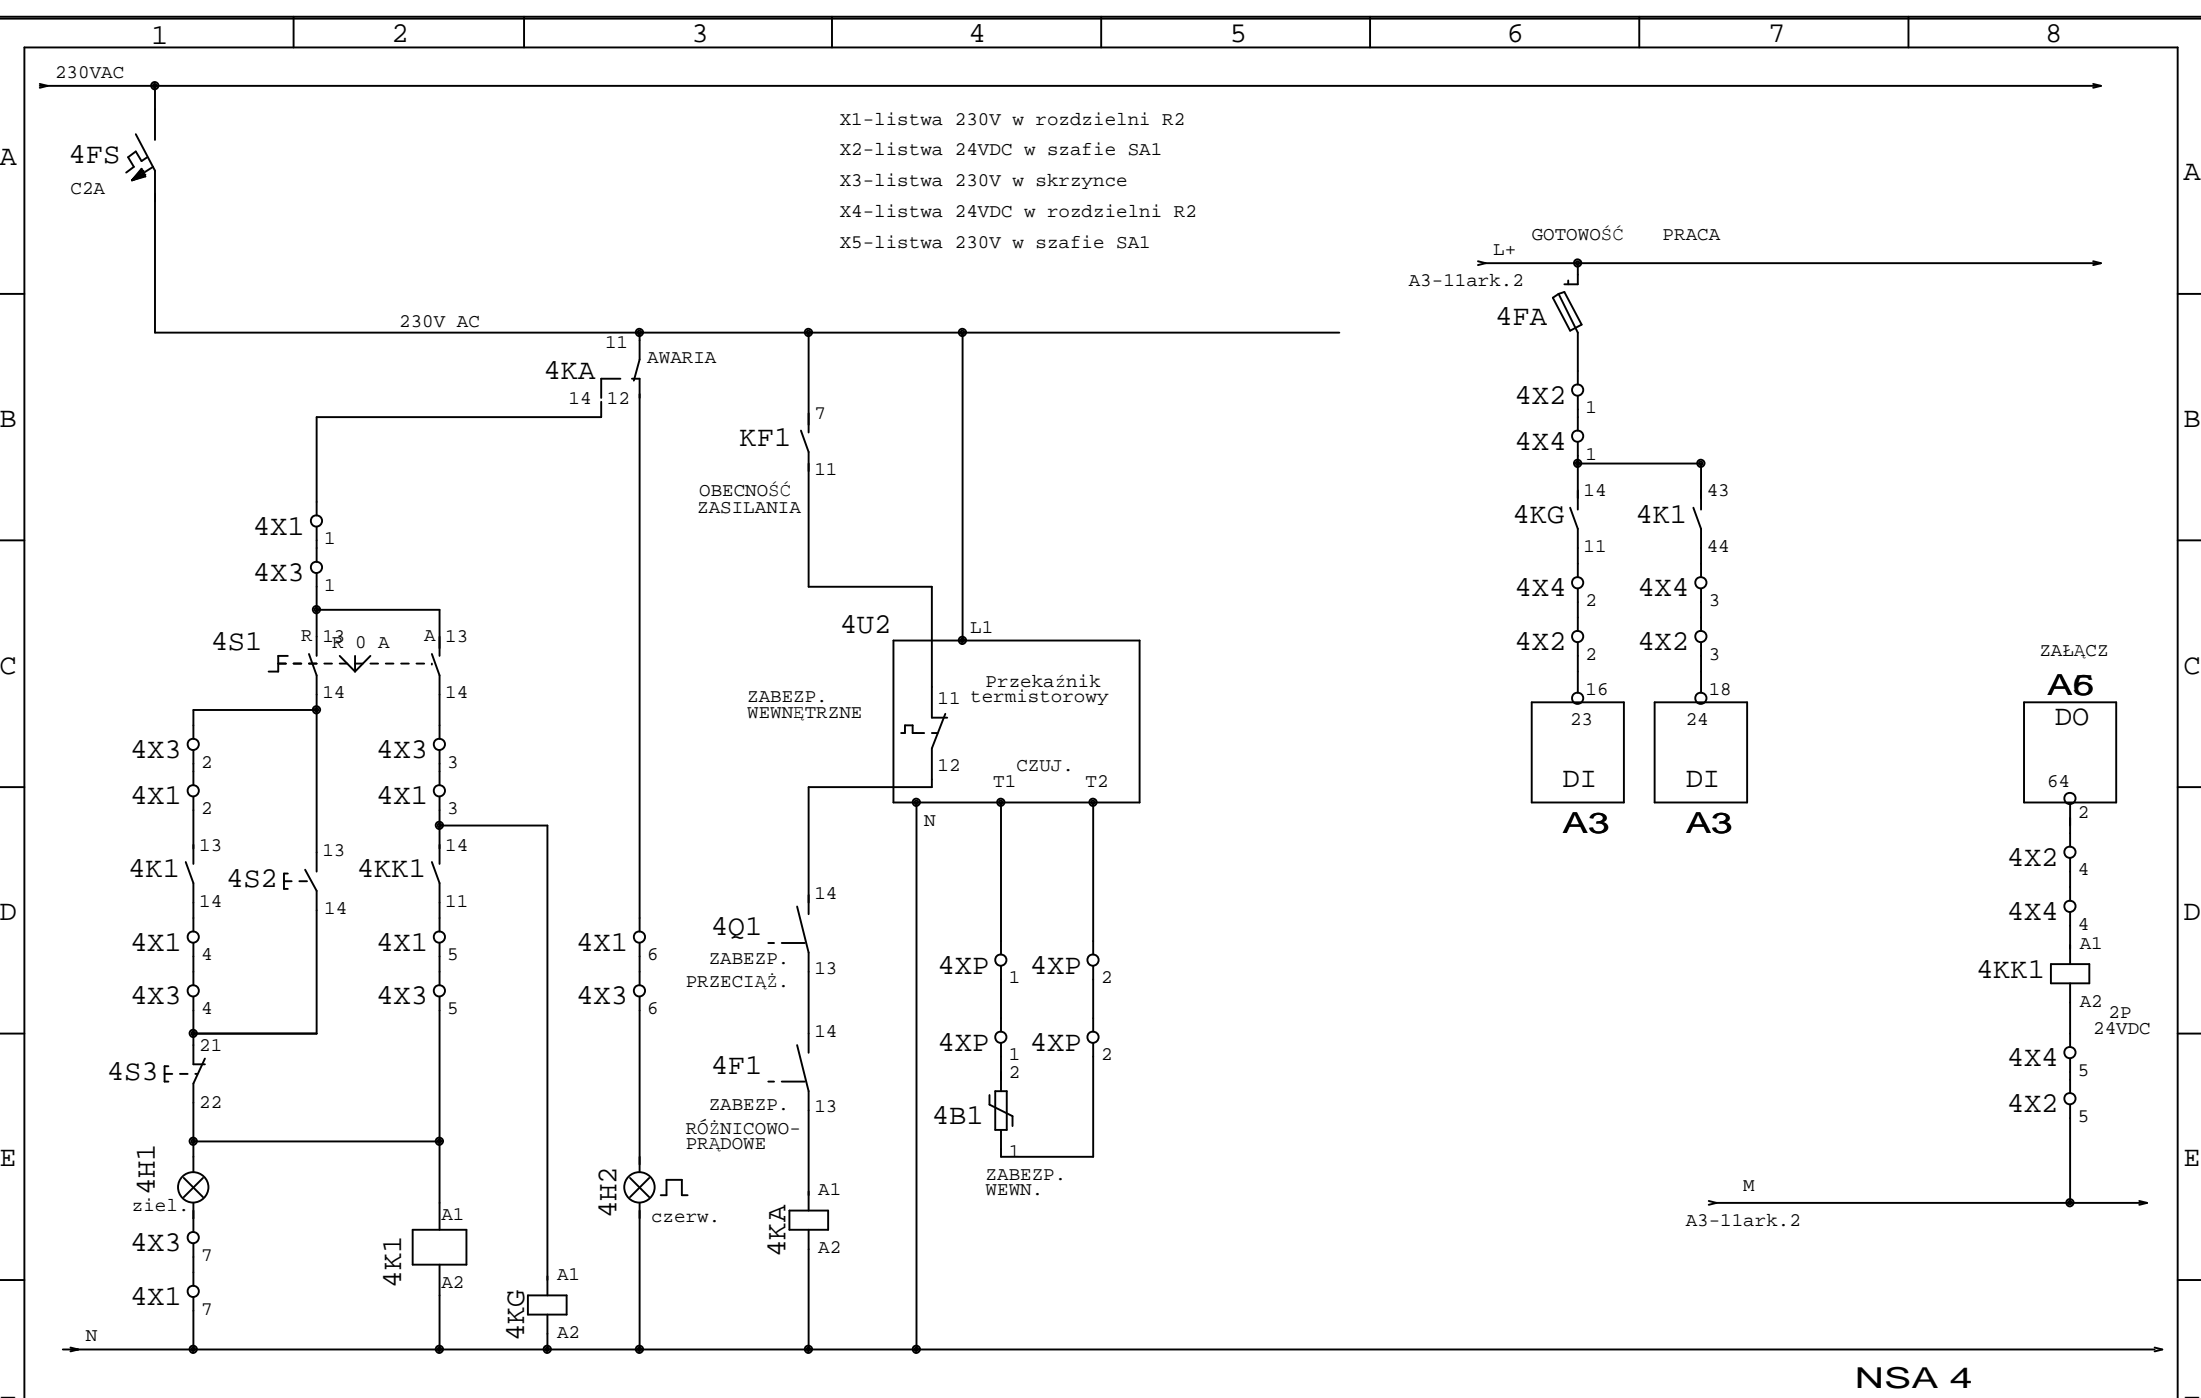 1 2 3 4 5 6 7 8
230VAC
X1-listwa 230V w rozdzielni R2
X2-listwa 24VDC w szafie SA1
X3-listwa 230V w skrzynce
X4-listwa 24VDC w rozdzielni R2
X5-listwa 230V w szafie SA1
A
4FS
C2A
A
GOTOWOŚĆ PRACA
L+
A3-11ark.2
4FA
230V AC
11
AWARIA
4KA
14 12
B
B
7
KF1
11
OBECNOŚĆ
ZASILANIA
4X2
1
4X4
1
14
4KG
11
43
4K1
44
4X1
1
4X3
1
4X4
2
4X4
3
4X2
2
4X2
3
C
C
4S1
R 13
R 0 A
A 13
14
14
4U2
L1
Przekaźnik
termistorowy
ZABEZP.
WEWNĘTRZNE
11
12
CZUJ.
T1
T2
N
16
23
DI
A3
18
24
DI
A3
ZAŁĄCZ
A6
DO
64
2
4X3
2
4X3
3
4X1
2
4X1
3
D
D
13
4K1
14
13
4S2
14
14
4KK1
11
4X1
4
4X1
5
4X1
6
4X3
4
4X3
5
4X3
6
14
4Q1
ZABEZP.
PRZECIĄŻ.
13
4XP
1
4XP
2
4X2
4
4X4
4
A1
4KK1
A2
2P
24VDC
21
4S3
22
14
4F1
ZABEZP.
RÓŻNICOWO-
PRĄDOWE
13
4XP
1
4XP
2
2
4B1
1
ZABEZP.
WEWN.
4X4
5
4X2
5
E
E
4H1
ziel.
4X3
7
4X1
7
A1
4K1
A2
A1
4KG
A2
4H2
czerw.
A1
4KA
A2
M
A3-11ark.2
N
NSA 4